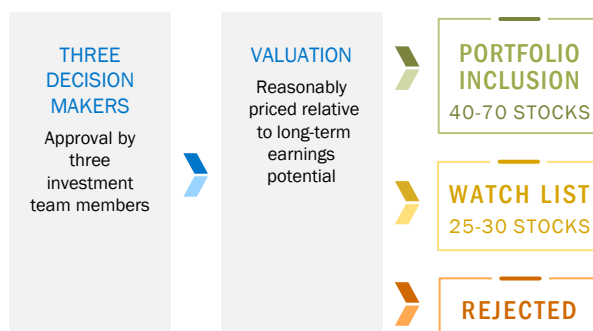 THREE
DECISION
MAKERS
Approval by
three
investment
team members
VALUATION
Reasonably
priced relative
to long-term
earnings
potential
PORTFOLIO
INCLUSION
40-70 STOCKS
WATCH LIST
25-30 STOCKS
REJECTED